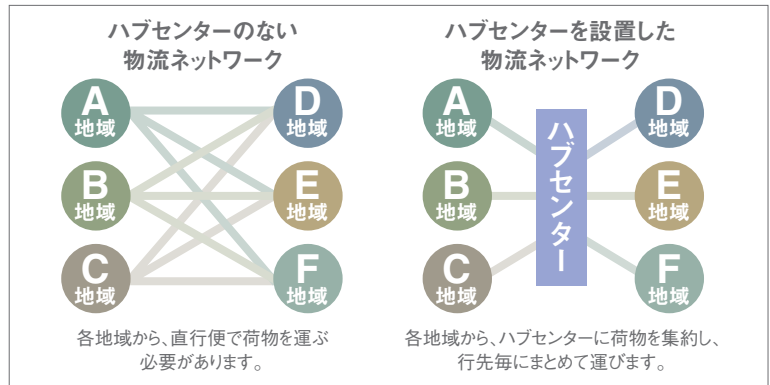 ハブセンターのない
物流ネットワーク
A
地域
B
地域
C
地域
D
地域
E
地域
F
地域
各地域から、直行便で荷物を運ぶ
必要があります。
ハブセンターを設置した
物流ネットワーク
A
地域
B
地域
C
地域
ハブセンター
D
地域
E
地域
F
地域
各地域から、ハブセンターに荷物を集約し、
行先毎にまとめて運びます。